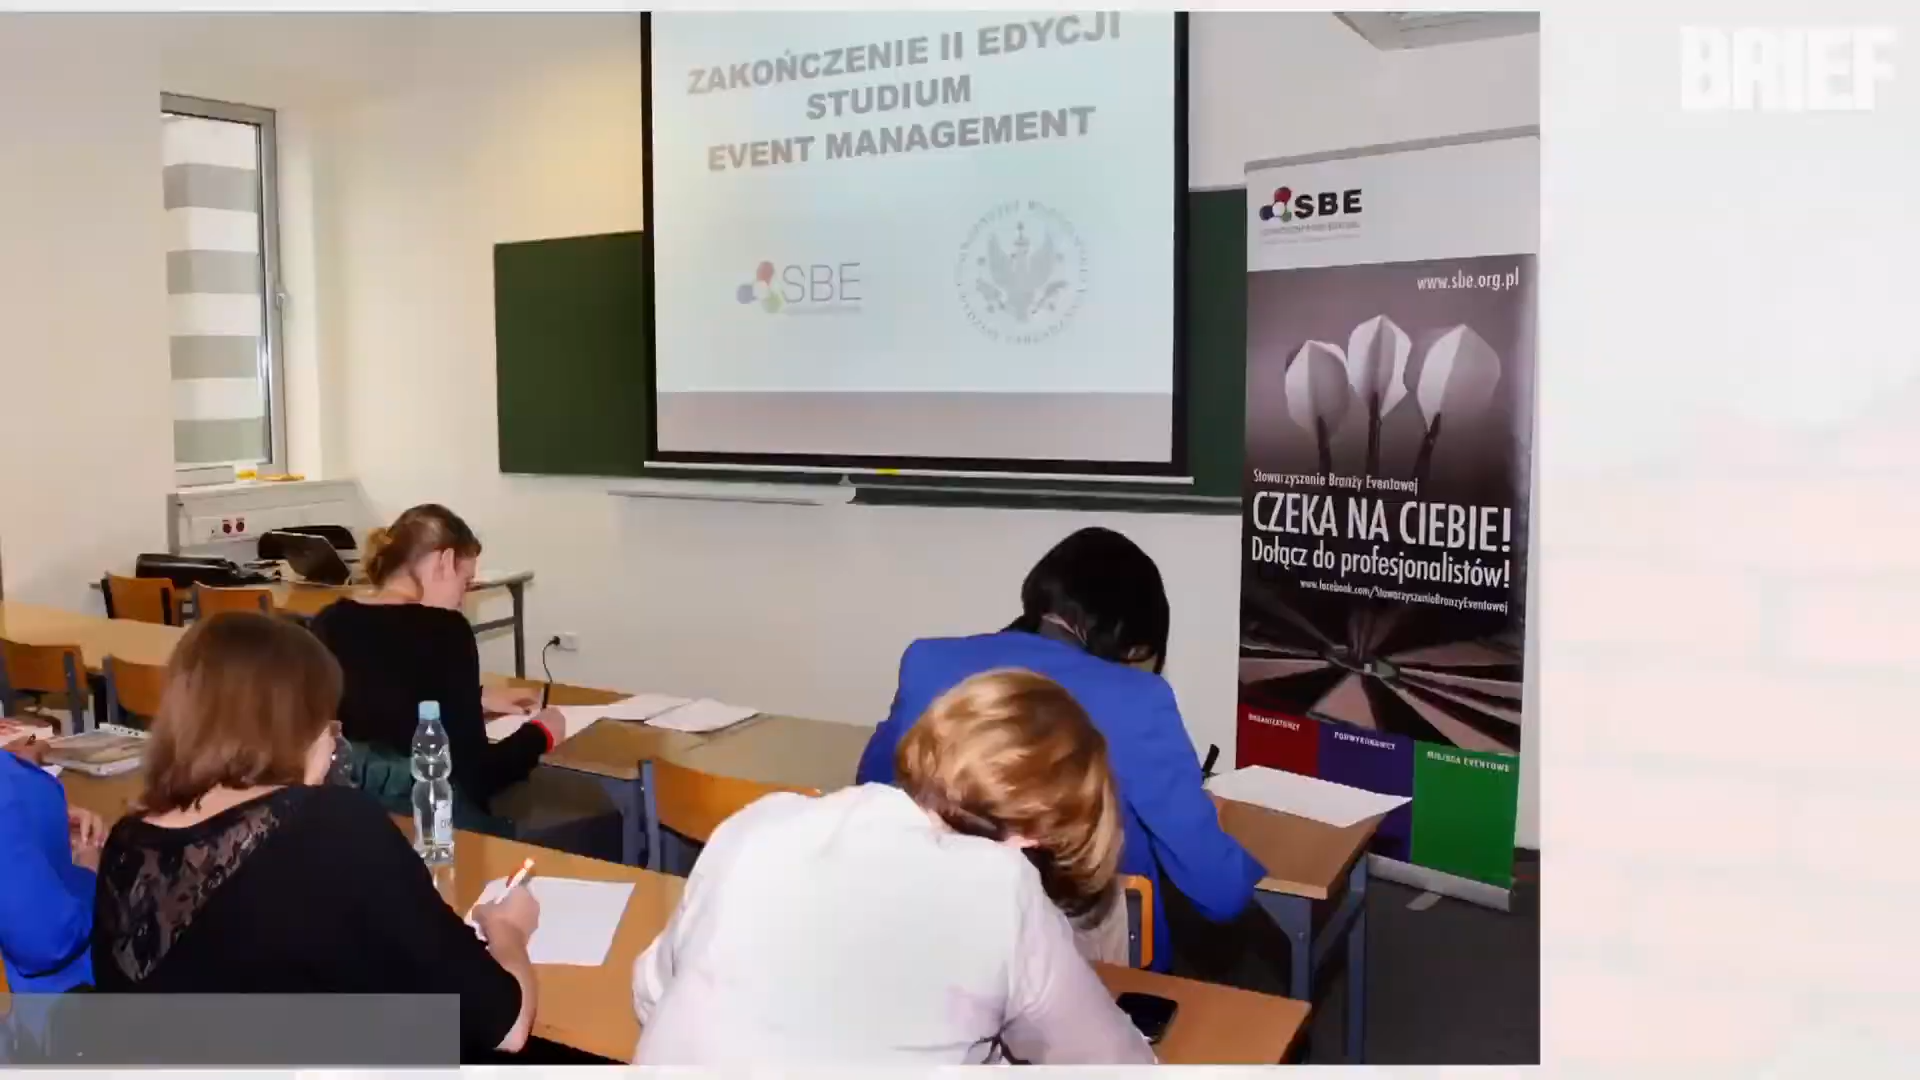 BRIEF
ZAKOŃCZENIE II EDYCJI
STUDIUM
EVENT MANAGEMENT
SBE
SBE
www.sbe.org.pl
Stowarzyszenie Branży Eventowej
CZEKA NA CIEBIE!
Dołącz do profesjonalistów!
www.facebook.com/StowarzyszenieBranzyEventowej
ORGANIZATORZY
PODWYKONAWCY
MIEJSCA EVENTOWE